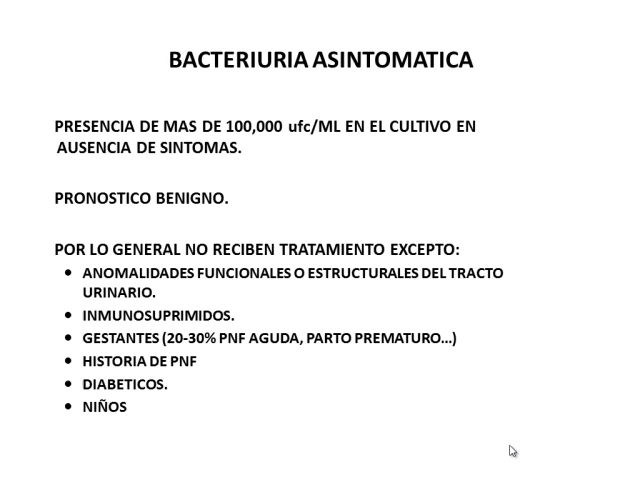 BACTERIURIA ASINTOMATICA
PRESENCIA DE MAS DE 100,000 ufc/ML EN EL CULTIVO EN
AUSENCIA DE SINTOMAS.
PRONOSTICO BENIGNO.
POR LO GENERAL NO RECIBEN TRATAMIENTO EXCEPTO:
• ANOMALIDADES FUNCIONALES O ESTRUCTURALES DEL TRACTO
URINARIO.
• INMUNOSUPRIMIDOS.
• GESTANTES (20-30% PNF AGUDA, PARTO PREMATURO...)
• HISTORIA DE PNF
• DIABETICOS.
• NIÑOS